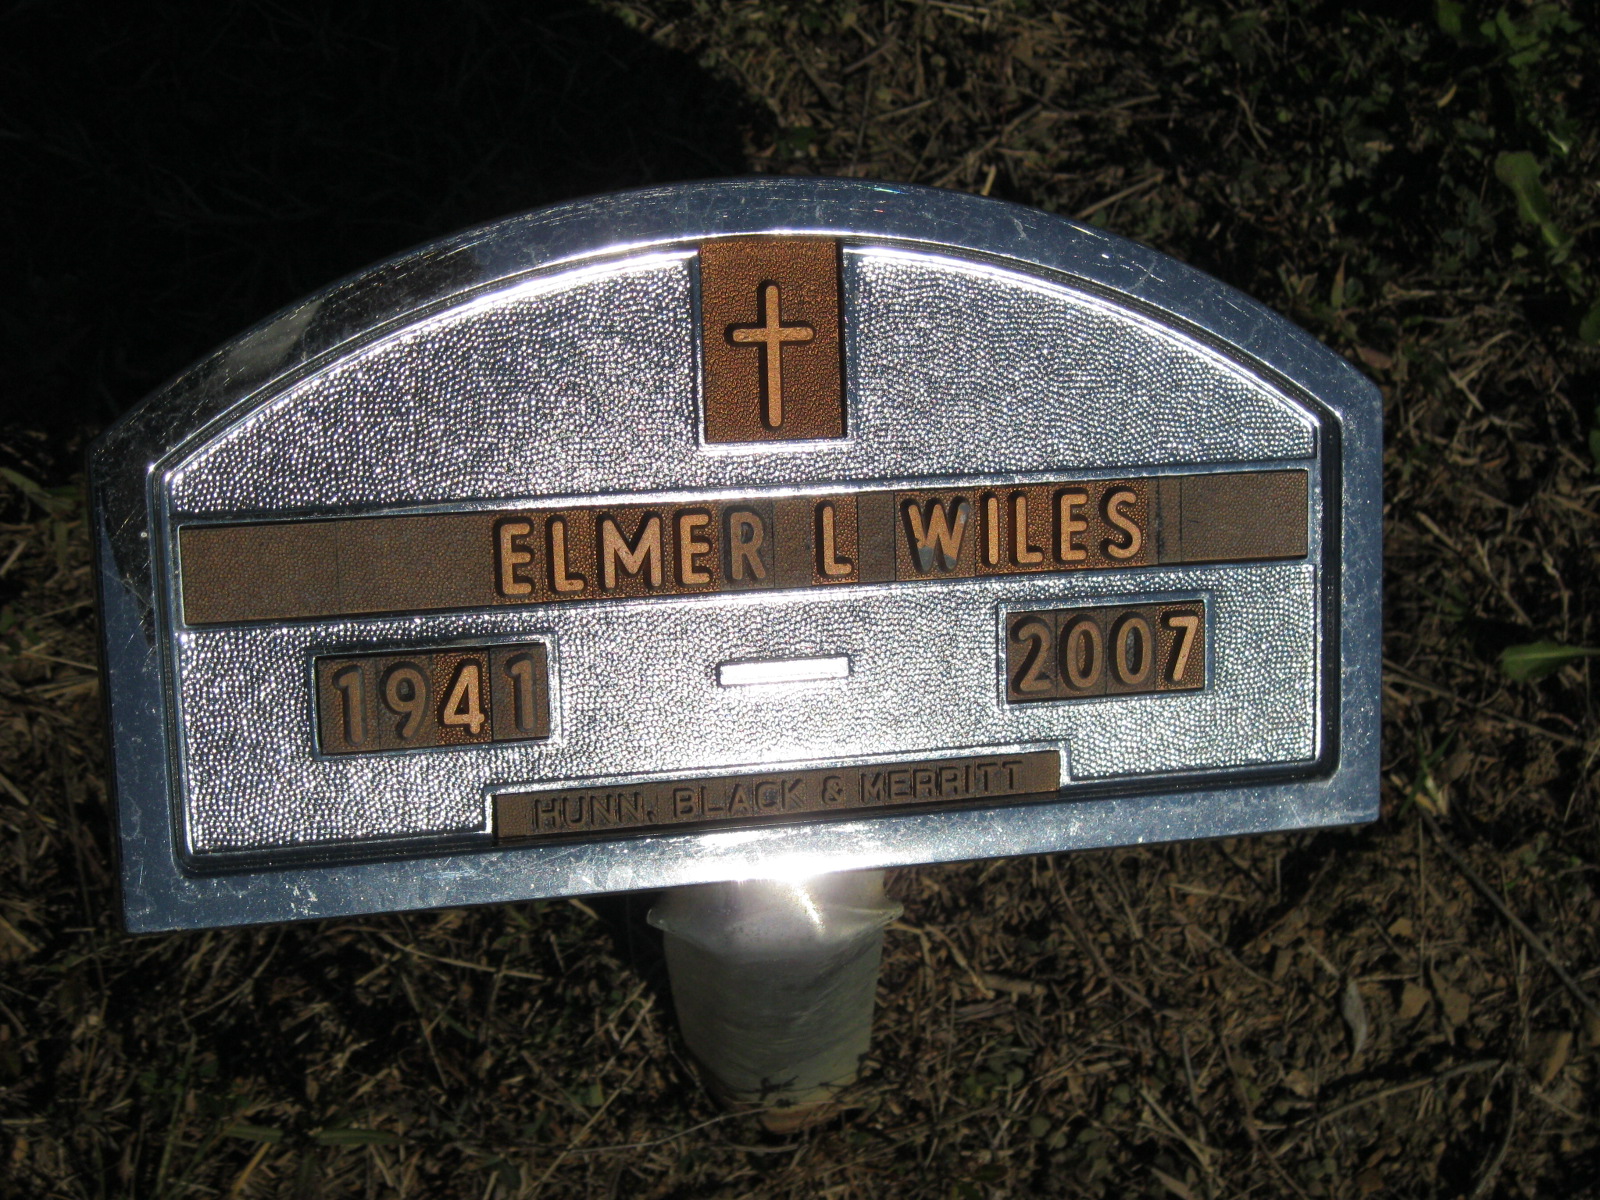 ELMER L WILES
1941 — 2007
HUNN, BLACK & MERRITT